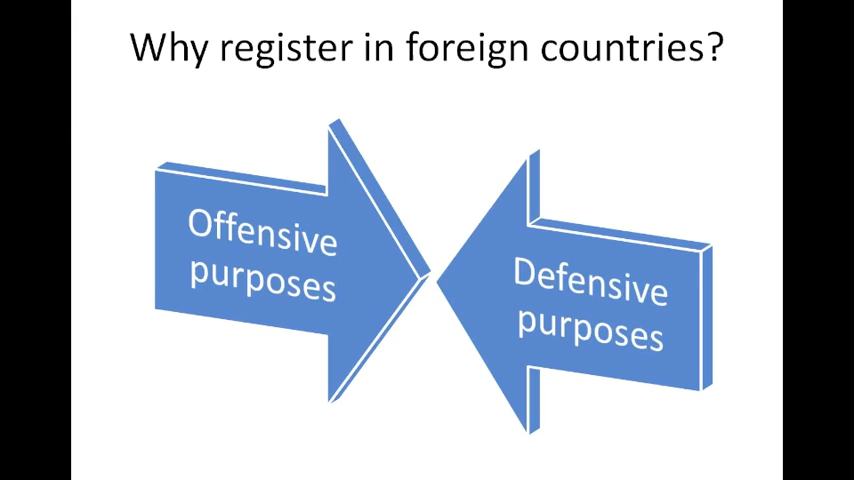 Why register in foreign countries?
Offensive
purposes
Defensive
purposes